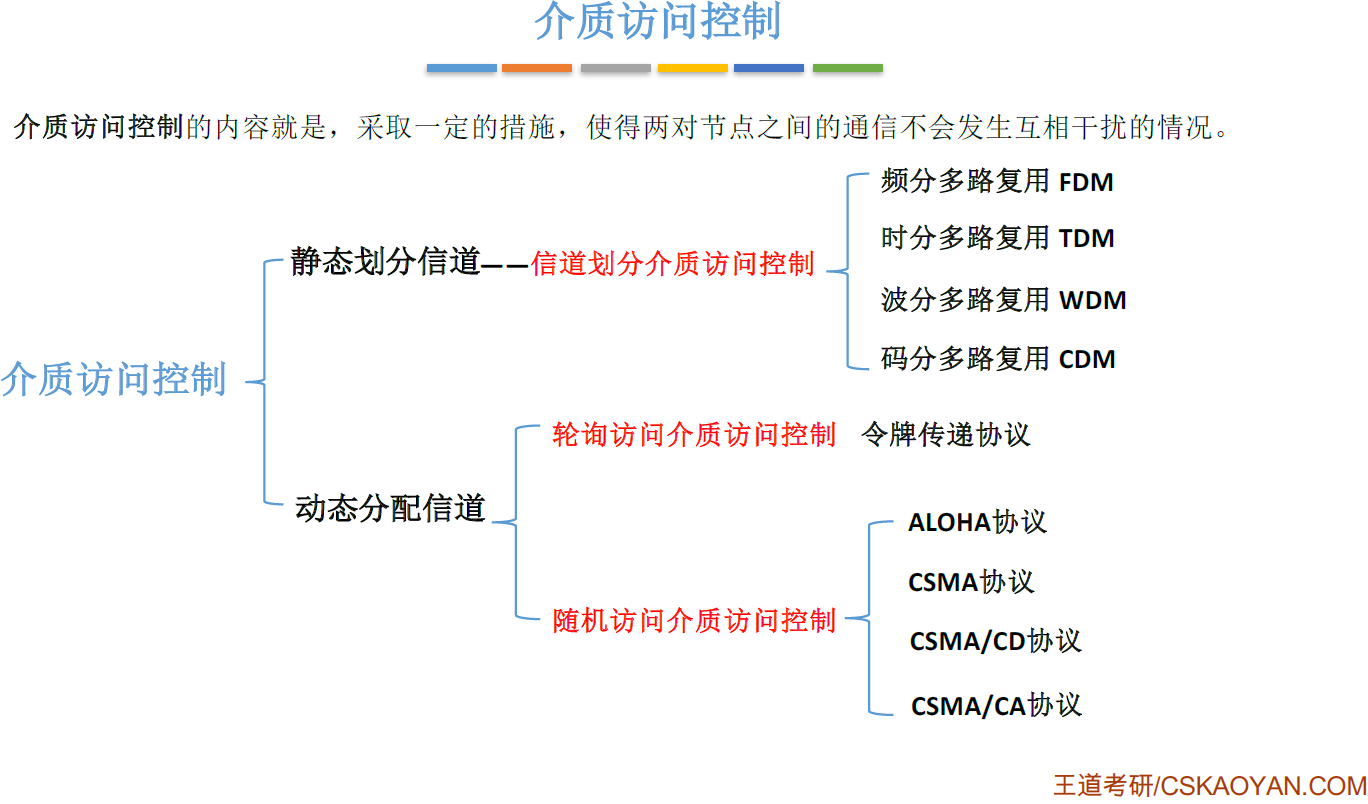 介质访问控制
介质访问控制的内容就是，采取一定的措施，使得两对节点之间的通信不会发生互相干扰的情况。
介质访问控制
静态划分信道——信道划分介质访问控制
频分多路复用 FDM
时分多路复用 TDM
波分多路复用 WDM
码分多路复用 CDM
动态分配信道
轮询访问介质访问控制 令牌传递协议
随机访问介质访问控制
ALOHA协议
CSMA协议
CSMA/CD协议
CSMA/CA协议
王道考研/CSKAOYAN.COM